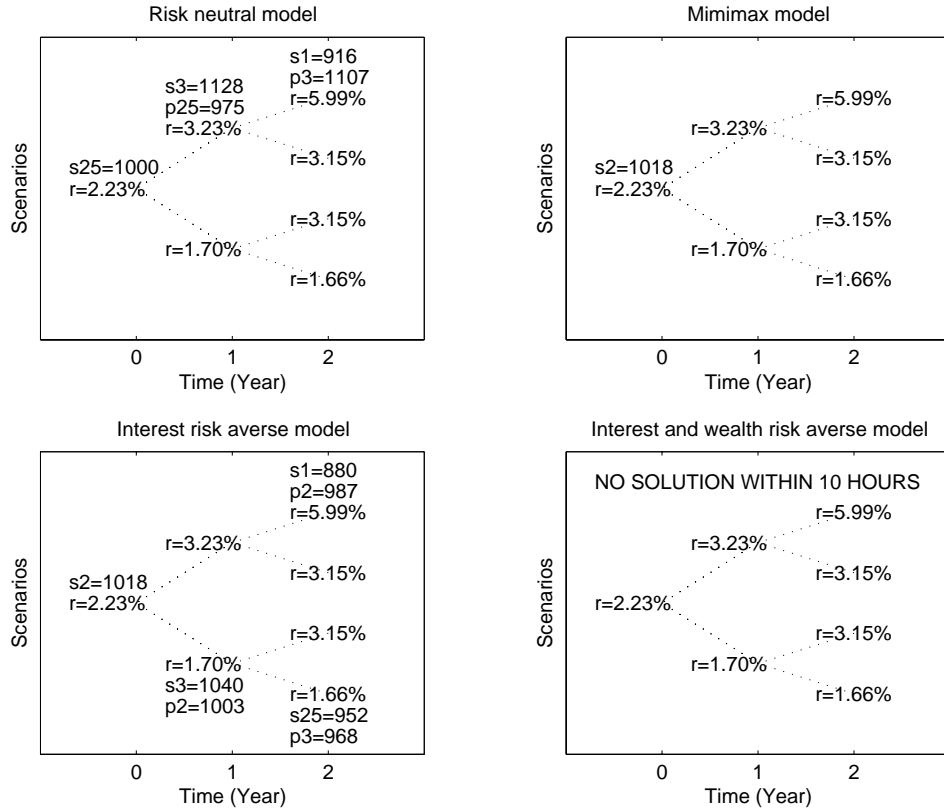 Risk neutral model
s1=916
p3=1107
r=5.99%
s3=1128
p25=975
r=3.23%
r=3.15%
s25=1000
r=2.23%
r=3.15%
r=1.70%
r=1.66%
Scenarios
0 1 2
Time (Year)
Mimimax model
r=5.99%
r=3.23%
r=3.15%
s2=1018
r=2.23%
r=3.15%
r=1.70%
r=1.66%
Scenarios
0 1 2
Time (Year)
Interest risk averse model
s1=880
p2=987
r=5.99%
r=3.23%
r=3.15%
s2=1018
r=2.23%
r=3.15%
r=1.70%
s3=1040
p2=1003
r=1.66%
s25=952
p3=968
Scenarios
0 1 2
Time (Year)
Interest and wealth risk averse model
NO SOLUTION WITHIN 10 HOURS
r=5.99%
r=3.23%
r=3.15%
r=2.23%
r=3.15%
r=1.70%
r=1.66%
Scenarios
0 1 2
Time (Year)